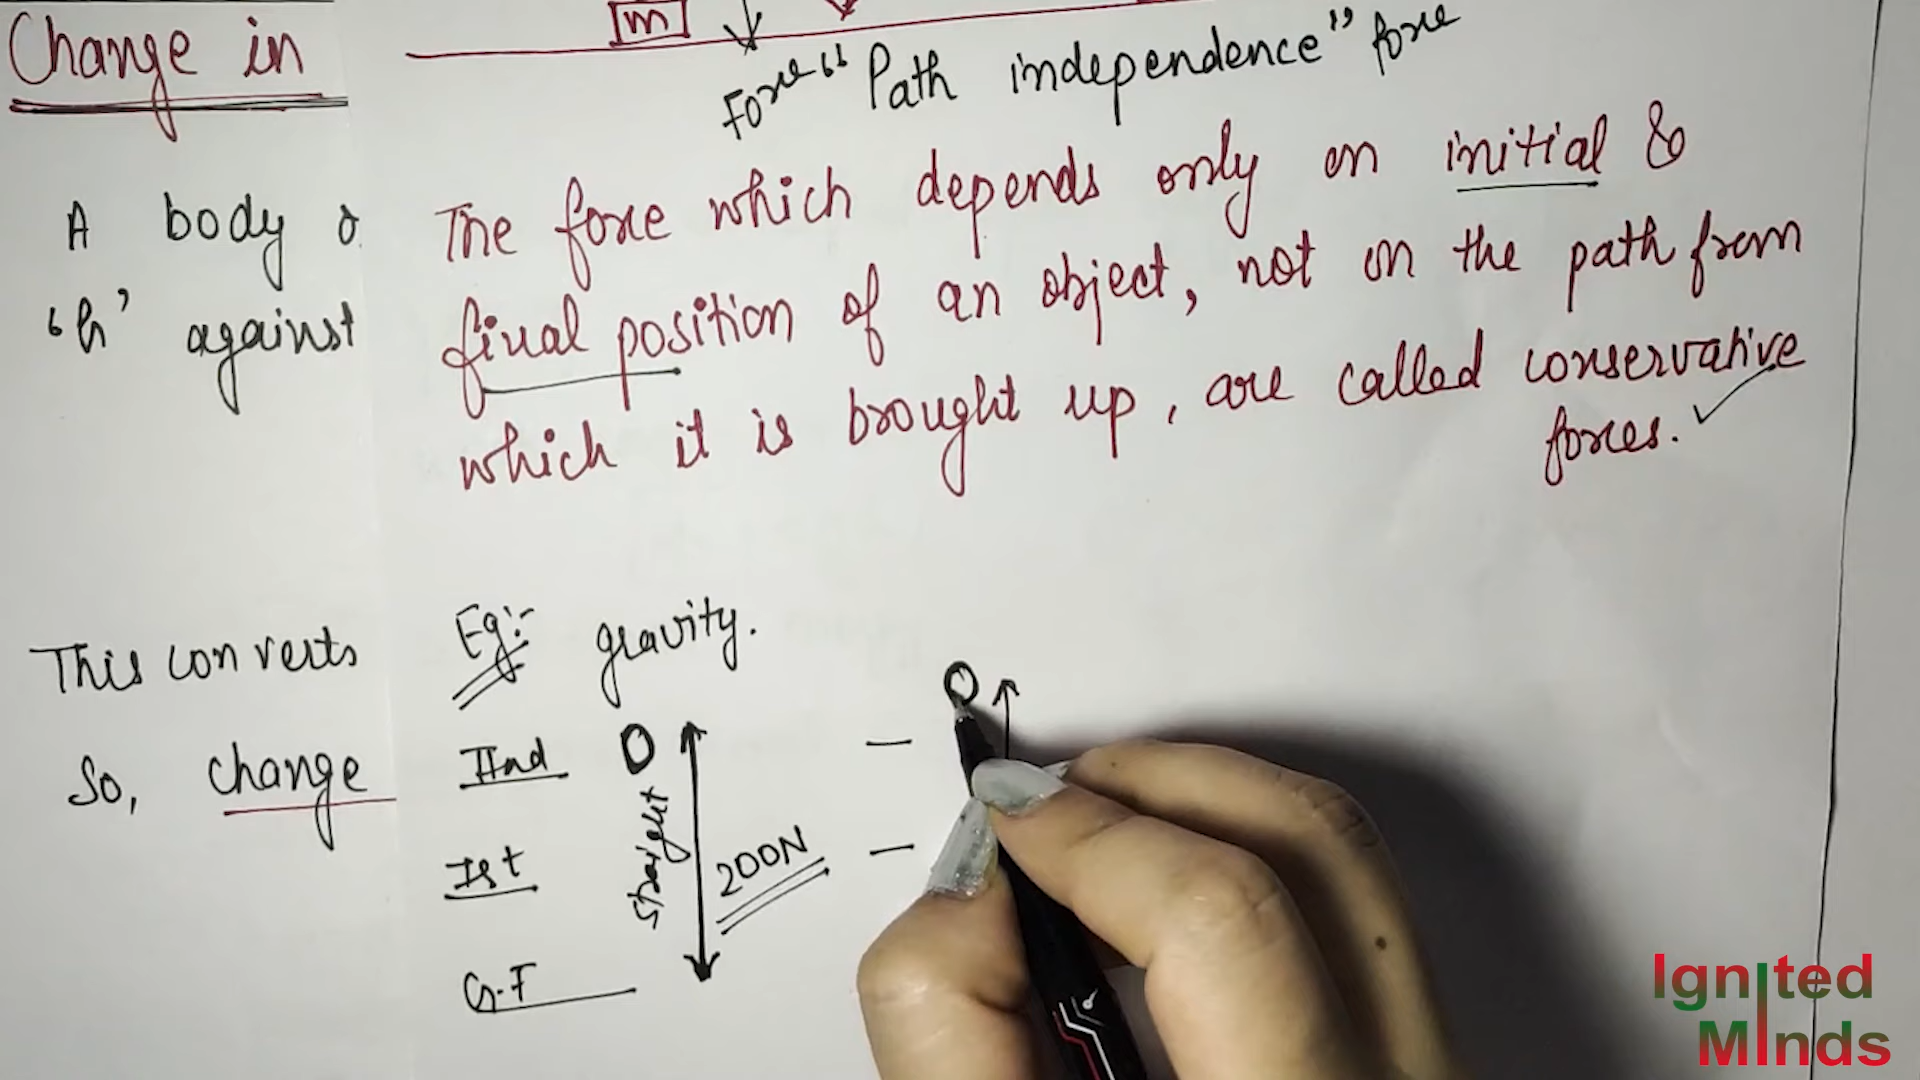 Change in
m
Force "Path independence" force
A body o
'h' against
The force which depends only on initial &
final position of an object, not on the path from
which it is brought up, are called conservative
forces.
Eg:- gravity.
This converts
So, change
IInd
Ist
G.F
straight
200N
Ignited
Minds